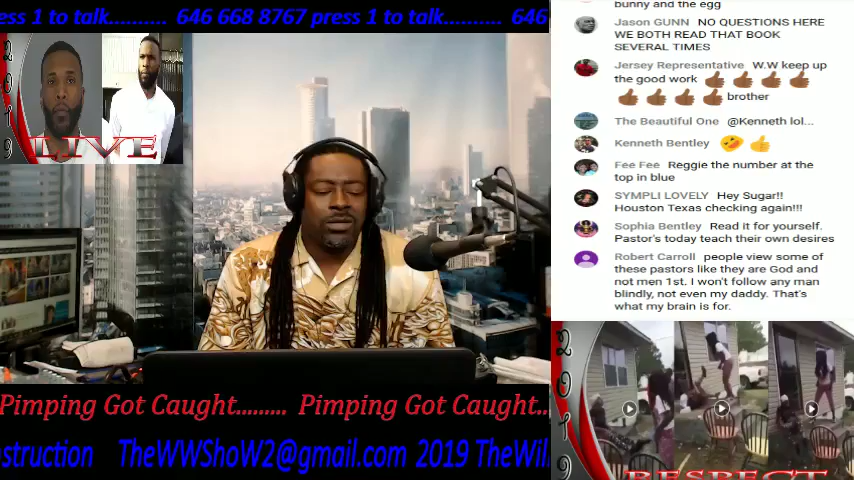 ess 1 to talk.......... 646 668 8767 press 1 to talk.......... 646
2019
LIVE
bunny and the egg
Jason GUNN NO QUESTIONS HERE
WE BOTH READ THAT BOOK
SEVERAL TIMES
Jersey Representative W.W keep up
the good work 👍🏾👍🏾👍🏾👍🏾
👍🏾👍🏾👍🏾👍🏾 brother
The Beautiful One @Kenneth lol...
Kenneth Bentley 🤣👍
Fee Fee Reggie the number at the
top in blue
SYMPLI LOVELY Hey Sugar!!
Houston Texas checking again!!!
Sophia Bentley Read it for yourself.
Pastor's today teach their own desires
Robert Carroll people view some of
these pastors like they are God and
not men 1st. I won't follow any man
blindly, not even my daddy. That's
what my brain is for.
2019
RESPECT
Pimping Got Caught......... Pimping Got Caught...
struction TheWWShoW2@gmail.com 2019 TheWil